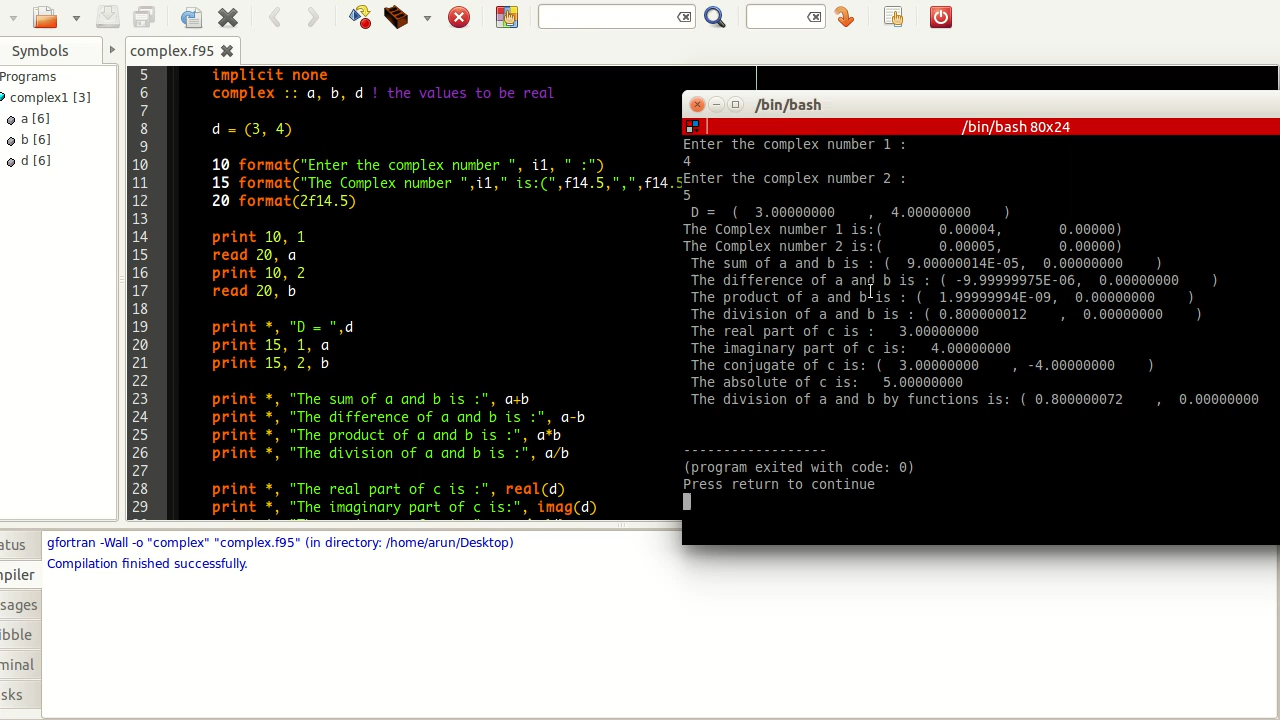 Symbols
complex.f95
Programs
complex1 [3]
a [6]
b [6]
d [6]
5 implicit none
6 complex :: a, b, d ! the values to be real
7
8 d = (3, 4)
9
10 10 format("Enter the complex number ", i1, " :")
11 15 format("The Complex number ",i1," is:(",f14.5,",",f14.5
12 20 format(2f14.5)
13
14 print 10, 1
15 read 20, a
16 print 10, 2
17 read 20, b
18
19 print *, "D = ",d
20 print 15, 1, a
21 print 15, 2, b
22
23 print *, "The sum of a and b is :", a+b
24 print *, "The difference of a and b is :", a-b
25 print *, "The product of a and b is :", a*b
26 print *, "The division of a and b is :", a/b
27
28 print *, "The real part of c is :", real(d)
29 print *, "The imaginary part of c is:", imag(d)
/bin/bash
/bin/bash 80x24
Enter the complex number 1 :
4
Enter the complex number 2 :
5
D =  (  3.00000000    ,  4.00000000    )
The Complex number 1 is:(       0.00004,       0.00000)
The Complex number 2 is:(       0.00005,       0.00000)
The sum of a and b is : (  9.00000014E-05,  0.00000000    )
The difference of a and b is : ( -9.99999975E-06,  0.00000000    )
The product of a and b is : (  1.99999994E-09,  0.00000000    )
The division of a and b is : ( 0.800000012    ,  0.00000000    )
The real part of c is :   3.00000000
The imaginary part of c is:   4.00000000
The conjugate of c is: (  3.00000000    , -4.00000000    )
The absolute of c is:   5.00000000
The division of a and b by functions is: ( 0.800000072    ,  0.00000000
------------------
(program exited with code: 0)
Press return to continue
atus
mpiler
sages
ibble
minal
sks
gfortran -Wall -o "complex" "complex.f95" (in directory: /home/arun/Desktop)
Compilation finished successfully.